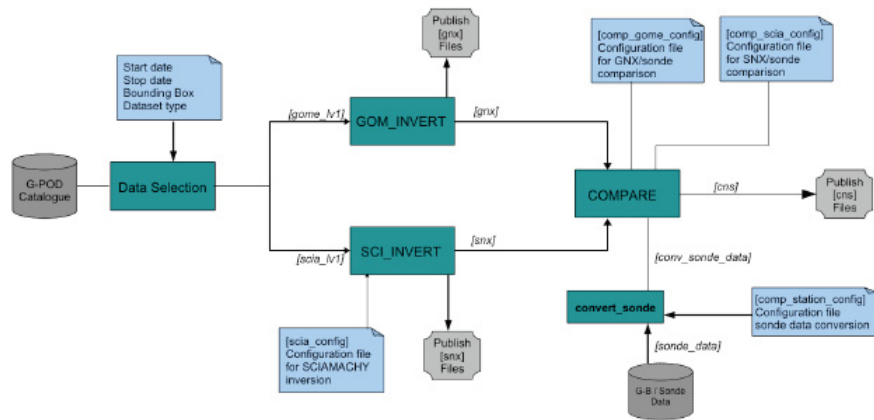 Publish
[gnx]
Files
[comp_gome_config]
Configuration file
for GNX/sonde
comparison
[comp_scia_config]
Configuration file
for SNX/sonde
comparison
Start date
Stop date
Bounding Box
Dataset type
[gome_lv1]
GOM_INVERT
[gnx]
G-POD
Catalogue
Data Selection
COMPARE
[cns]
Publish
[cns]
Files
[scia_lv1]
SCI_INVERT
[snx]
[conv_sonde_data]
convert_sonde
[comp_station_config]
Configuration file
sonde data conversion
[scia_config]
Configuration file
for SCIAMACHY
inversion
Publish
[snx]
Files
[sonde_data]
Sonde
Data